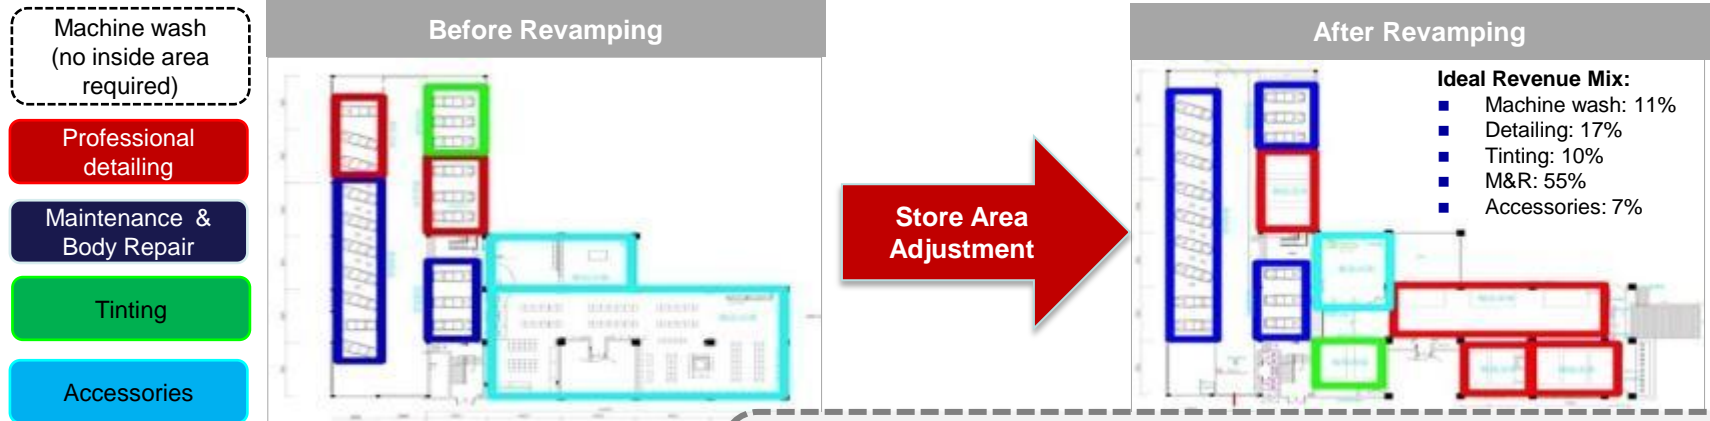 Machine wash
(no inside area
required)
Professional
detailing
Maintenance & 
Body Repair
Tinting
Accessories
Before Revamping
Store Area
Adjustment
After Revamping
Ideal Revenue Mix:
Machine wash: 11%
Detailing: 17%
Tinting: 10%
M&R: 55%
Accessories: 7%